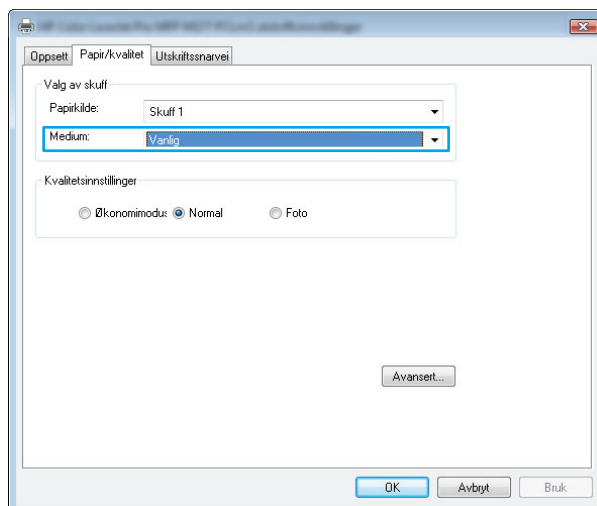 Oppsett Papir/kvalitet Utskriftssnarvei
Valg av skuff
Papirkilde: Skuff 1
Medium: Vanlig
Kvalitetsinnstillinger
Økonomimodus Normal Foto
Avansert...
OK Avbryt Bruk